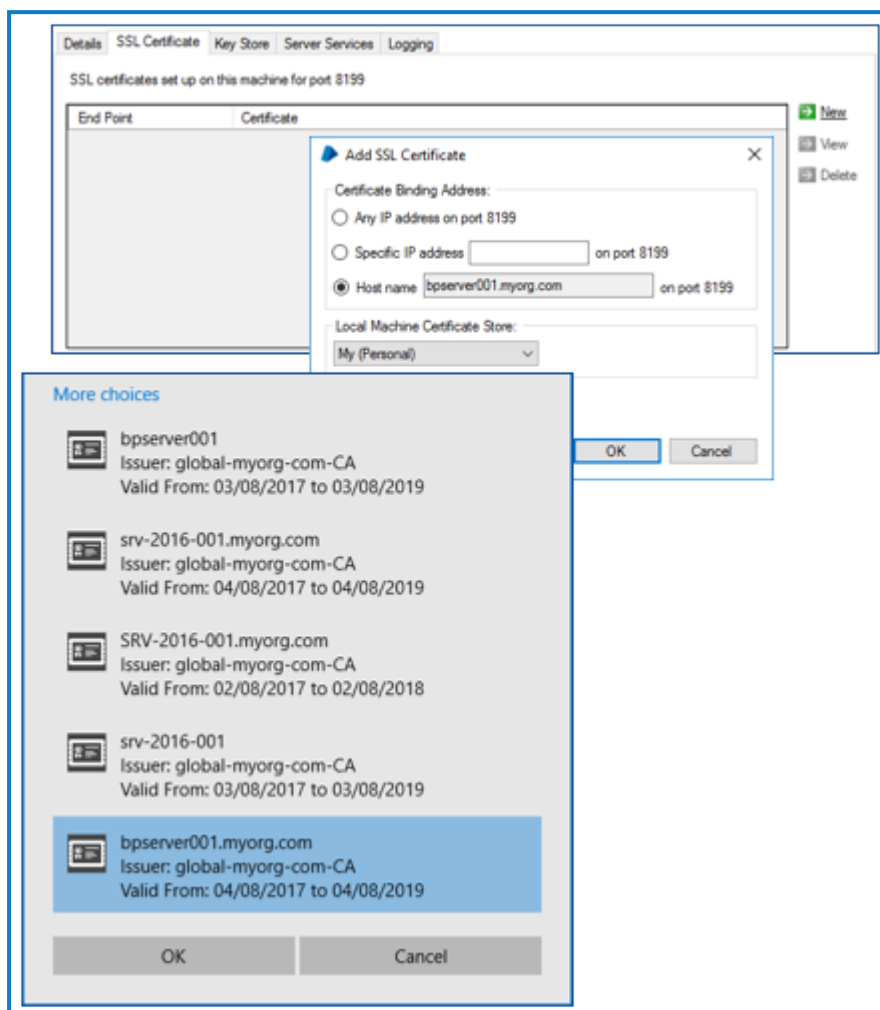 Details SSL Certificate Key Store Server Services Logging
SSL certificates set up on this machine for port 8199
End Point Certificate
New
View
Delete
Add SSL Certificate
Certificate Binding Address:
Any IP address on port 8199
Specific IP address on port 8199
Host name bpserver001.myorg.com on port 8199
Local Machine Certificate Store:
My (Personal)
OK Cancel
More choices
bpserver001
Issuer: global-myorg-com-CA
Valid From: 03/08/2017 to 03/08/2019
srv-2016-001.myorg.com
Issuer: global-myorg-com-CA
Valid From: 04/08/2017 to 04/08/2019
SRV-2016-001.myorg.com
Issuer: global-myorg-com-CA
Valid From: 02/08/2017 to 02/08/2018
srv-2016-001
Issuer: global-myorg-com-CA
Valid From: 03/08/2017 to 03/08/2019
bpserver001.myorg.com
Issuer: global-myorg-com-CA
Valid From: 04/08/2017 to 04/08/2019
OK Cancel